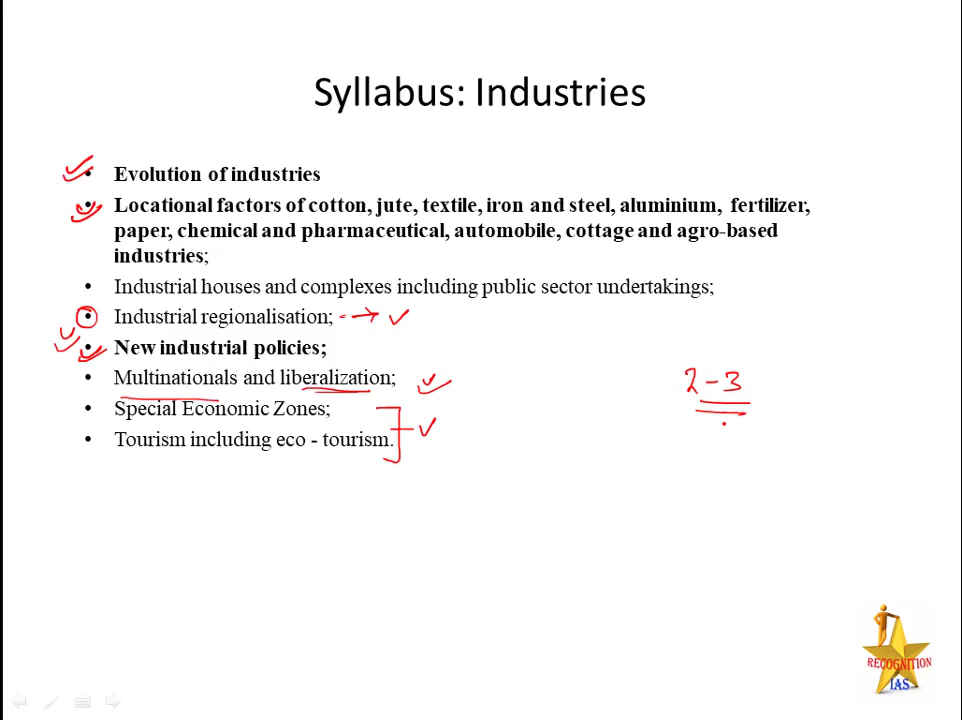 Syllabus: Industries
• Evolution of industries
• Locational factors of cotton, jute, textile, iron and steel, aluminium, fertilizer,
paper, chemical and pharmaceutical, automobile, cottage and agro-based
industries;
• Industrial houses and complexes including public sector undertakings;
• Industrial regionalisation;
• New industrial policies;
• Multinationals and liberalization;
2-3
• Special Economic Zones;
• Tourism including eco - tourism.
RECOGNITION
IAS